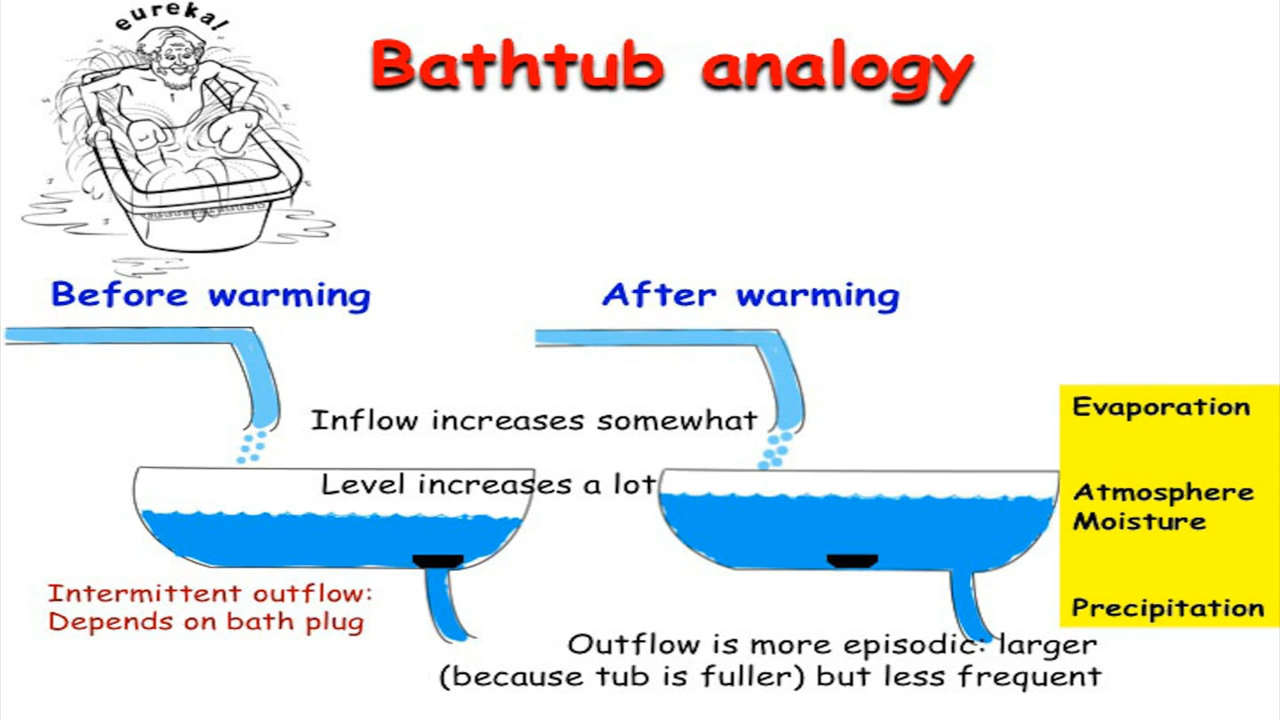 eureka!
Bathtub analogy
Before warming
After warming
Inflow increases somewhat
Level increases a lot
Evaporation
Atmosphere
Moisture
Precipitation
Intermittent outflow:
Depends on bath plug
Outflow is more episodic: larger
(because tub is fuller) but less frequent